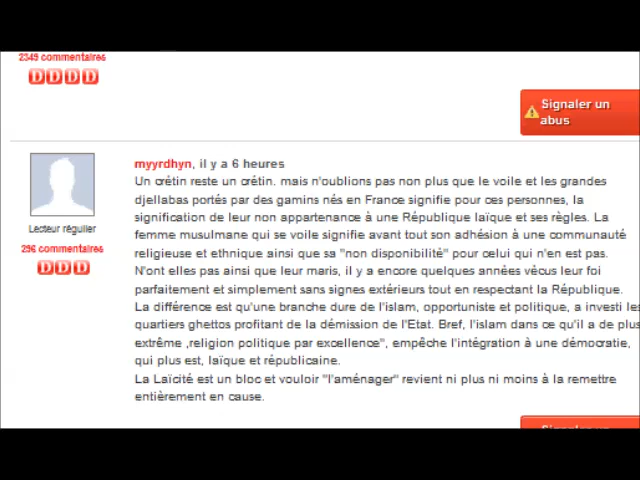 2349 commentaires
D D D D
Signaler un
abus
myyrdhyn, il y a 6 heures
Un crétin reste un crétin. mais n'oublions pas non plus que le voile et les grandes
djellabas portés par des gamins nés en France signifie pour ces personnes, la
signification de leur non appartenance à une République laïque et ses règles. La
femme musulmane qui se voile signifie avant tout son adhésion à une communauté
religieuse et ethnique ainsi que sa "non disponibilité" pour celui qui n'en est pas.
N'ont elles pas ainsi que leur maris, il y a encore quelques années vécus leur foi
parfaitement et simplement sans signes extérieurs tout en respectant la République.
La différence est qu'une branche dure de l'islam, opportuniste et politique, a investi les
quartiers ghettos profitant de la démission de l'Etat. Bref, l'islam dans ce qu'il a de plus
extrême ,religion politique par excellence", empêche l'intégration à une démocratie,
qui plus est, laïque et républicaine.
La Laïcité est un bloc et vouloir "l'aménager" revient ni plus ni moins à la remettre
entièrement en cause.
Lecteur régulier
296 commentaires
D D D
Signaler un